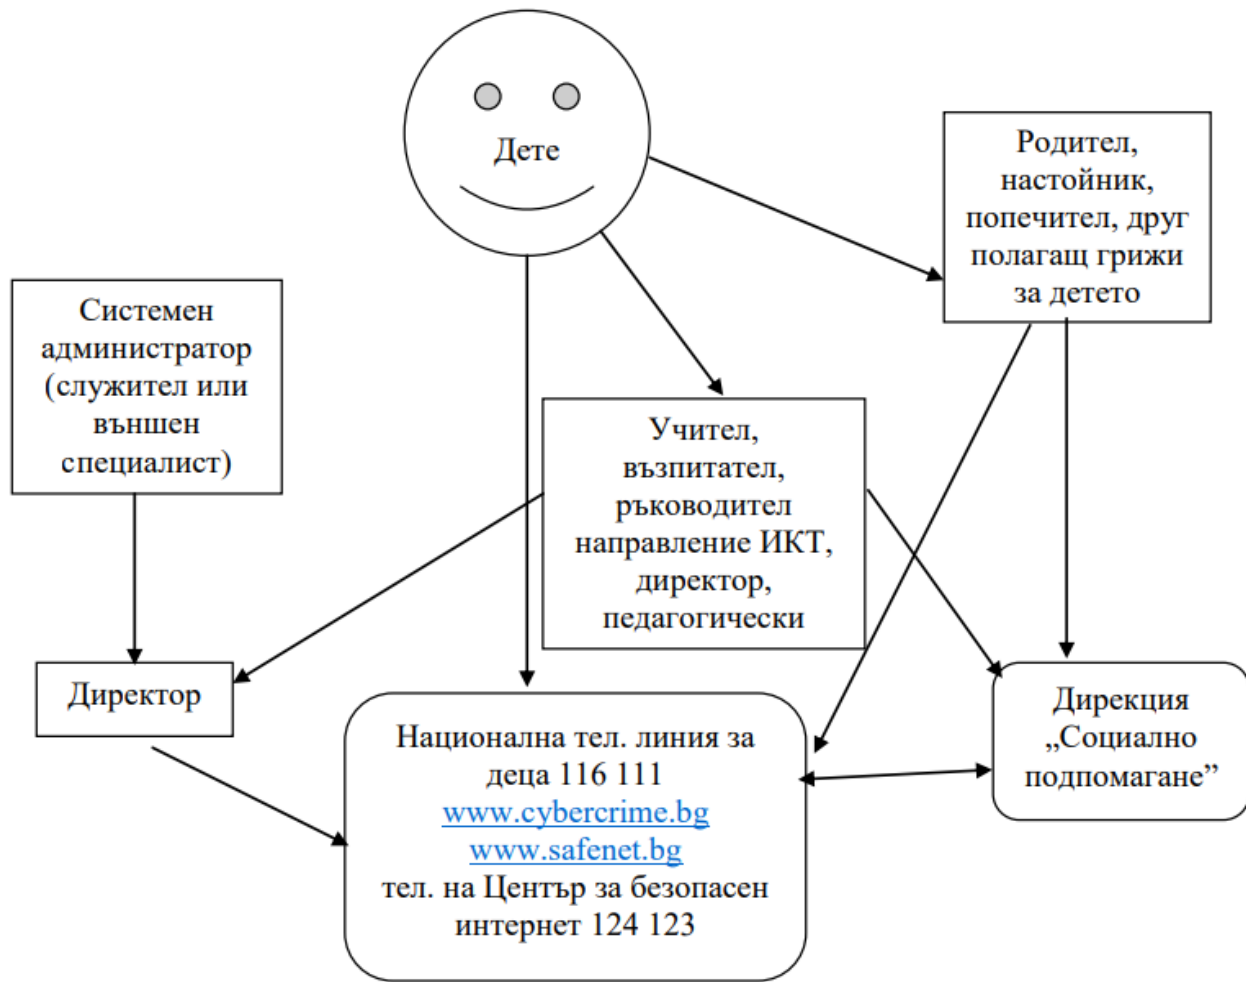 Дете
Родител,
настойник,
попечител, друг
полагащ грижи
за детето
Системен
администратор
(служител или
външен
специалист)
Учител,
възпитател,
ръководител
направление ИКТ,
директор,
педагогически
Директор
Национална тел. линия за
деца 116 111
www.cybercrime.bg
www.safenet.bg
тел. на Център за безопасен
интернет 124 123
Дирекция
„Социално
подпомагане”